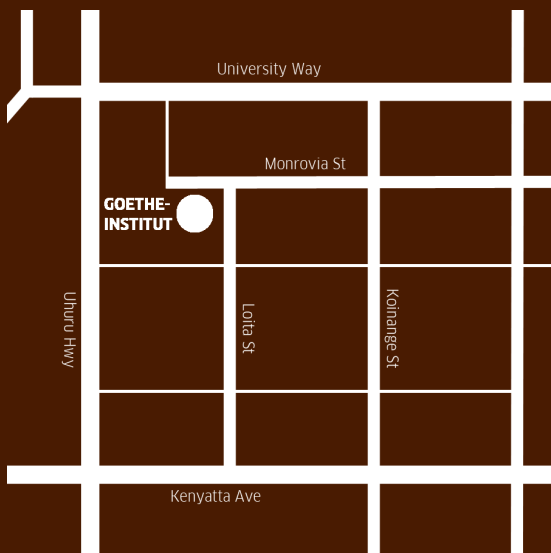 University Way
Monrovia St
GOETHE-
INSTITUT
Uhuru Hwy
Loita St
Koinange St
Kenyatta Ave